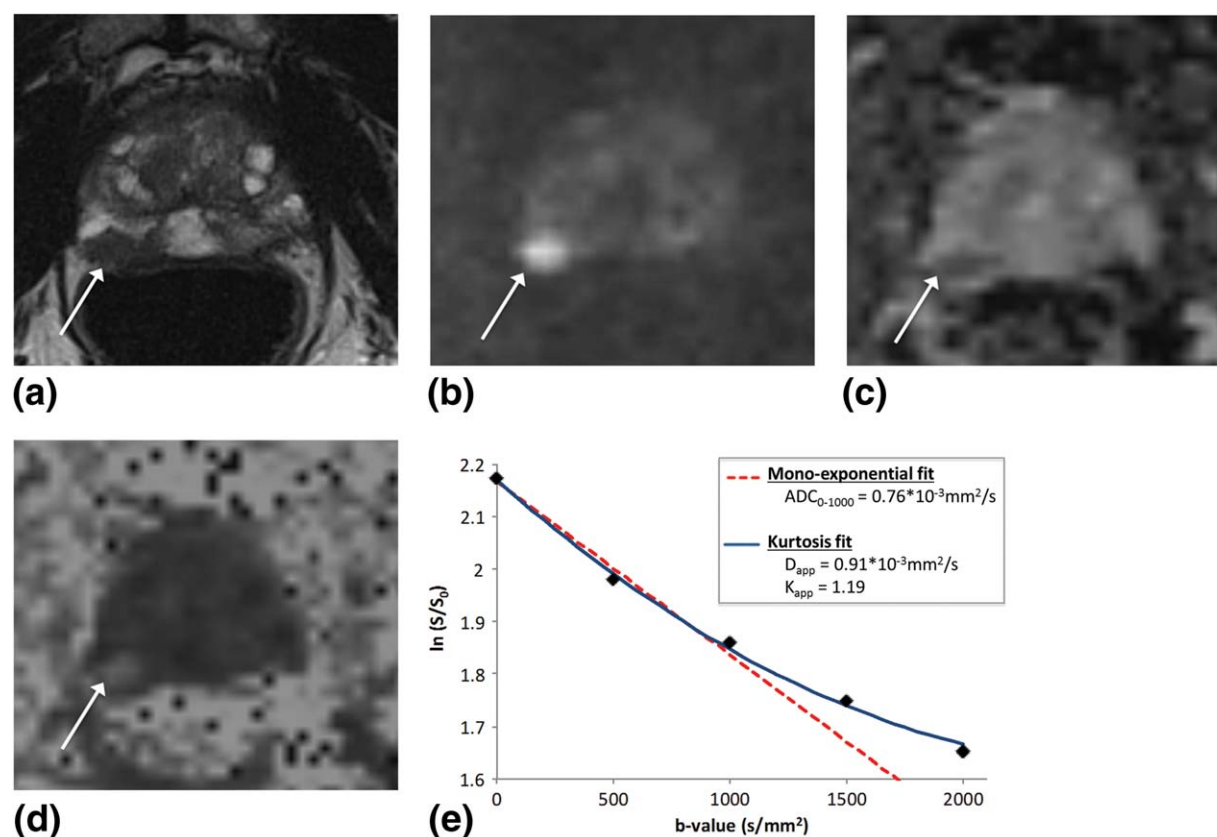 (a)
(b)
(c)
(d)
(e)
2.2
2.1
2
1.9
1.8
1.7
1.6
ln (S/S₀)
0
500
1000
1500
2000
b-value (s/mm²)
Mono-exponential fit
ADC₀₋₁₀₀₀ = 0.76*10⁻³mm²/s
Kurtosis fit
Dₐₚₚ = 0.91*10⁻³mm²/s
Kₐₚₚ = 1.19